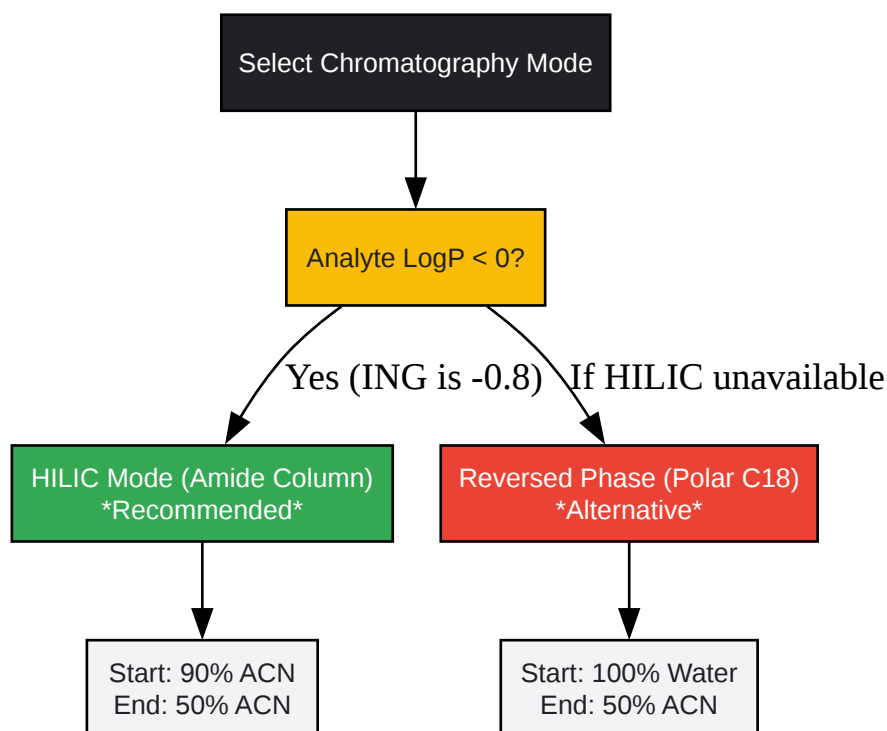 Select Chromatography Mode
Analyte LogP < 0?
Yes (ING is -0.8)
If HILIC unavailable
HILIC Mode (Amide Column)
*Recommended*
Reversed Phase (Polar C18)
*Alternative*
Start: 90% ACN
End: 50% ACN
Start: 100% Water
End: 50% ACN